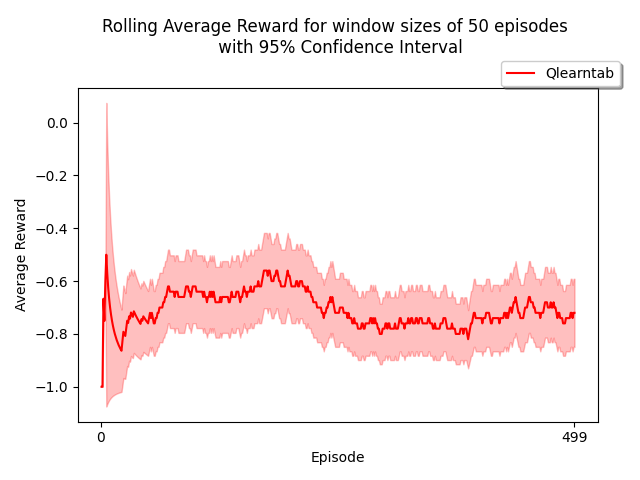 Rolling Average Reward for window sizes of 50 episodes
with 95% Confidence Interval
Qlearntab
0.0
−0.2
−0.4
−0.6
−0.8
−1.0
Average Reward
0
499
Episode